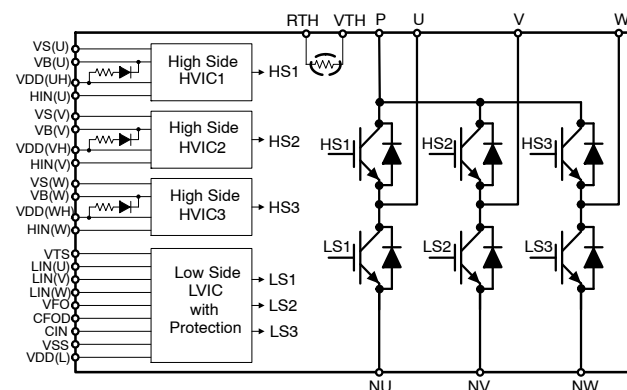 RTH VTH P U V W
VS(U)
VB(U)
VDD(UH)
HIN(U)
High Side
HVIC1
HS1
VS(V)
VB(V)
VDD(VH)
HIN(V)
High Side
HVIC2
HS2
VS(W)
VB(W)
VDD(WH)
HIN(W)
High Side
HVIC3
HS3
VTS
LIN(U)
LIN(V)
LIN(W)
VFO
CFOD
CIN
VSS
VDD(L)
Low Side
LVIC
with
Protection
LS1
LS2
LS3
HS1 HS2 HS3
LS1 LS2 LS3
NU NV NW